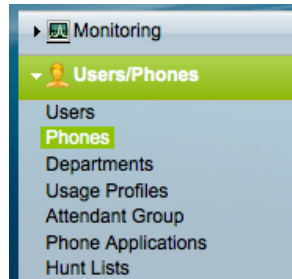 Monitoring
Users/Phones
Users
Phones
Departments
Usage Profiles
Attendant Group
Phone Applications
Hunt Lists